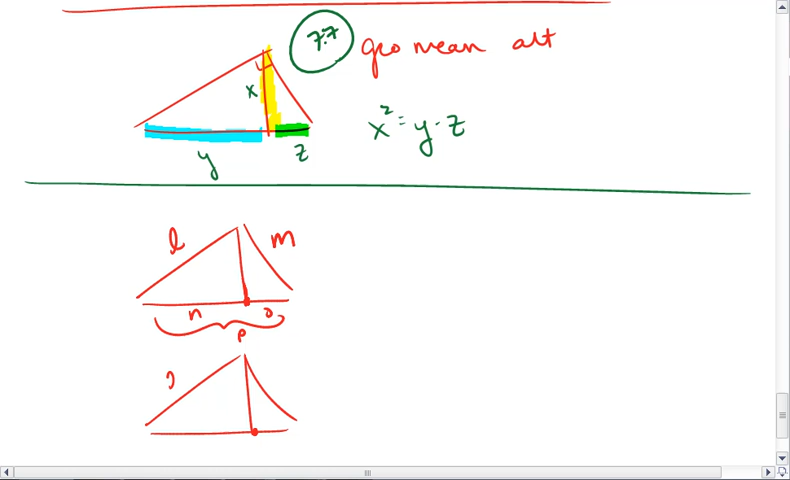 7.7
geo mean alt
x
x² = y · z
y
z
l
m
n
o
p